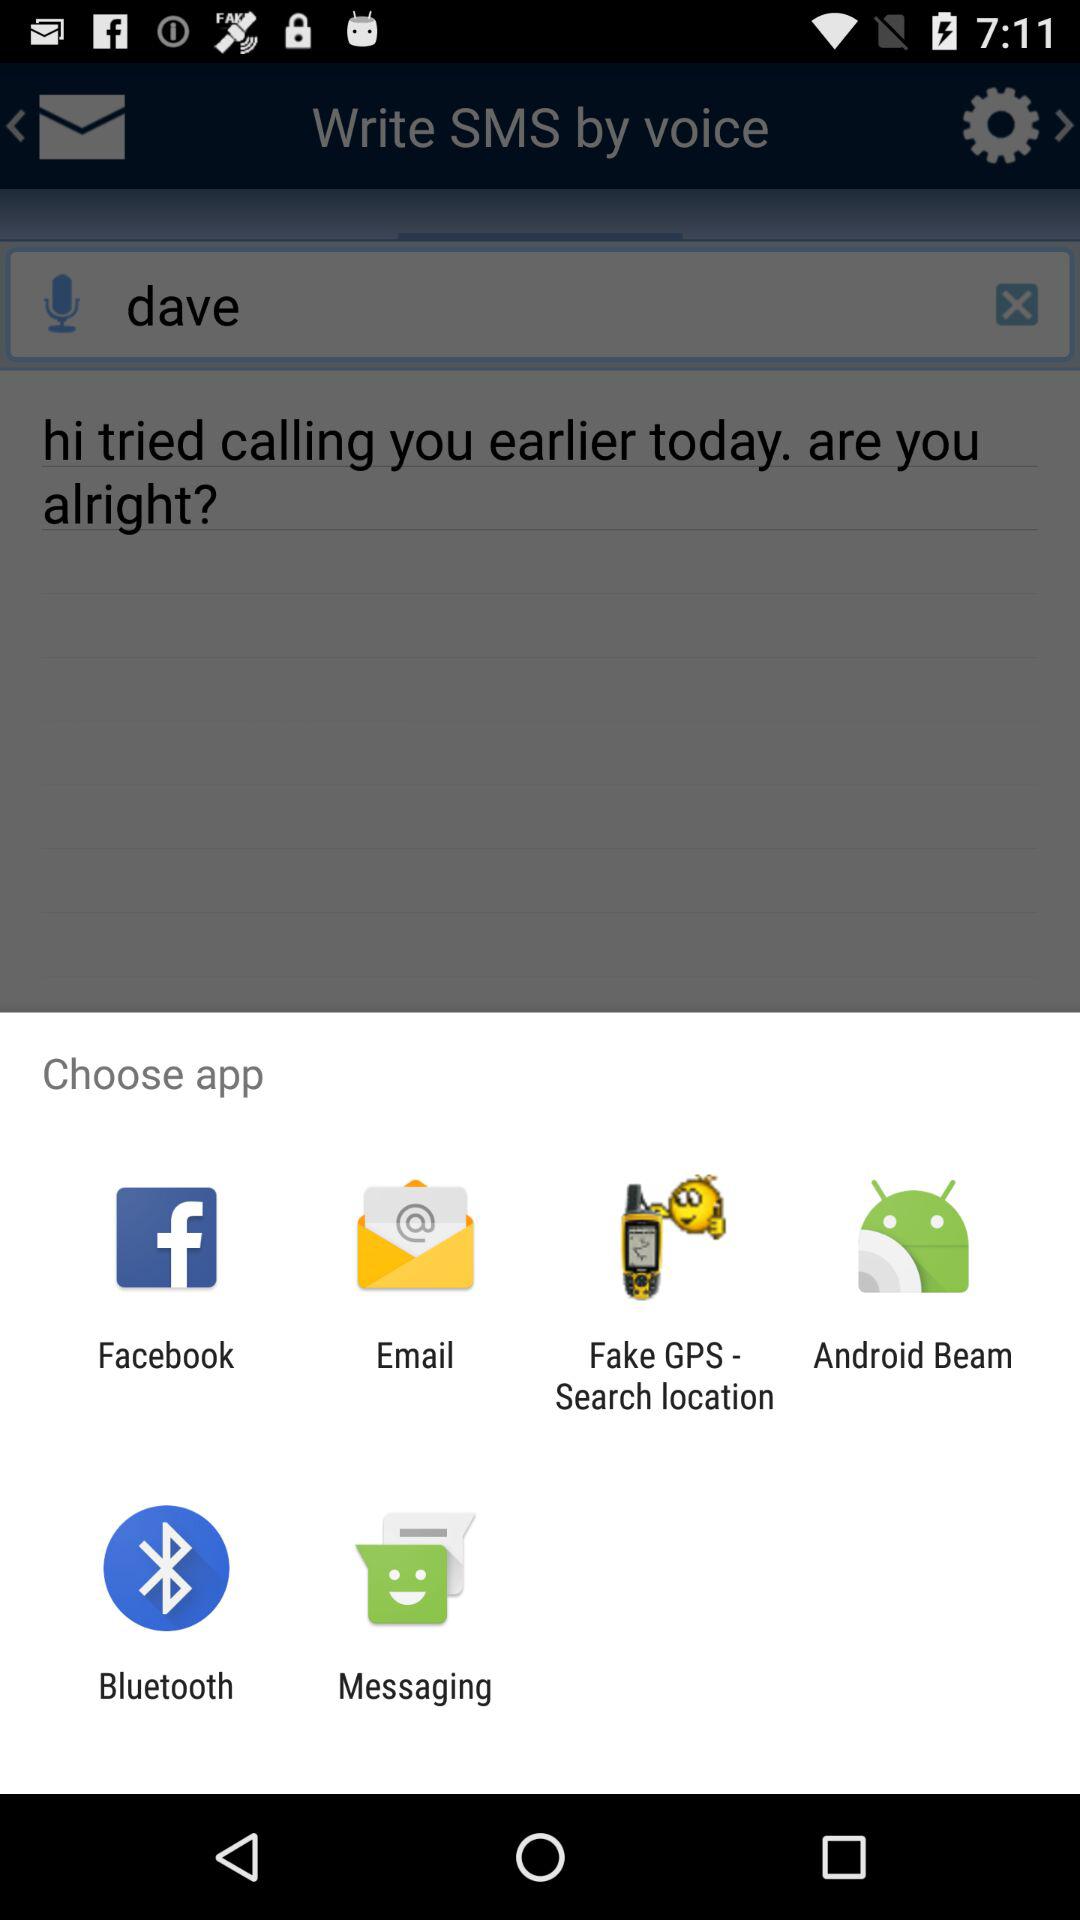 FAKE
7:11
Write SMS by voice
dave
hi tried calling you earlier today. are you
alright?
Choose app
Facebook
Email
Fake GPS -
Search location
Android Beam
Bluetooth
Messaging